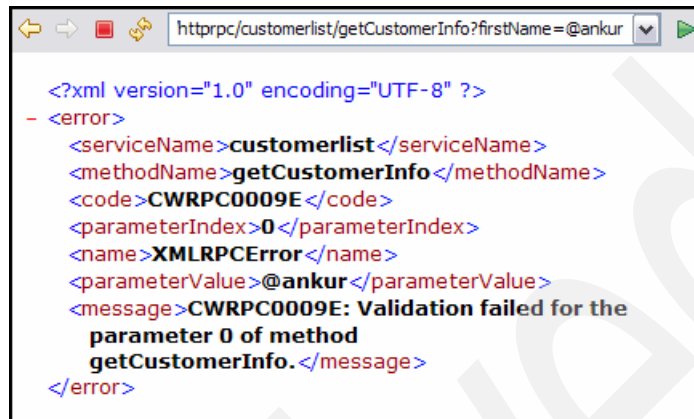 httprpc/customerlist/getCustomerInfo?firstName=@ankur
<?xml version="1.0" encoding="UTF-8" ?>
– <error>
<serviceName>customerlist</serviceName>
<methodName>getCustomerInfo</methodName>
<code>CWRPC0009E</code>
<parameterIndex>0</parameterIndex>
<name>XMLRPCError</name>
<parameterValue>@ankur</parameterValue>
<message>CWRPC0009E: Validation failed for the
parameter 0 of method
getCustomerInfo.</message>
</error>